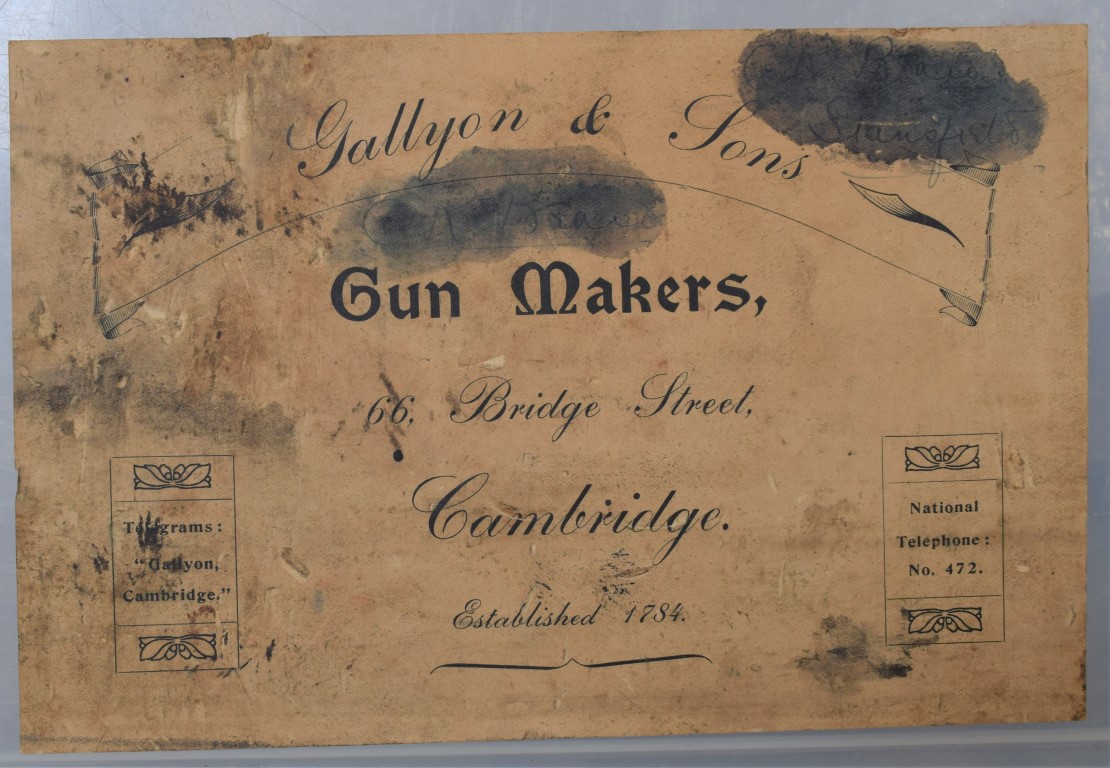 Gallyon & Sons
Gun Makers,
66, Bridge Street,
Cambridge.
Established 1784.
Telegrams:
"Gallyon,
Cambridge."
National
Telephone:
No. 472.